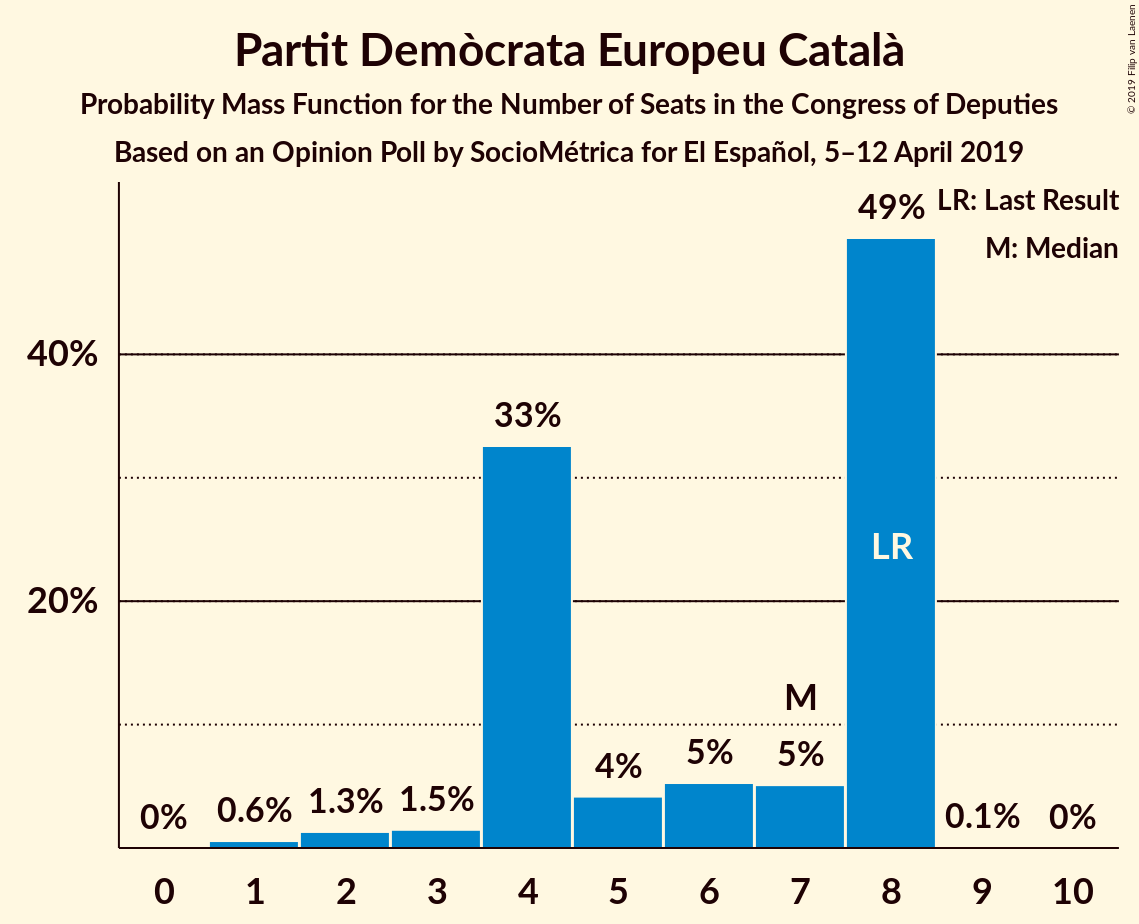 Partit Demòcrata Europeu Català
Probability Mass Function for the Number of Seats in the Congress of Deputies
Based on an Opinion Poll by SocioMétrica for El Español, 5–12 April 2019
© 2019 Filip van Laenen
LR: Last Result
M: Median
49%
40%
33%
LR
20%
M
0%
0.6%
1.3%
1.5%
4%
5%
5%
0.1%
0%
0 1 2 3 4 5 6 7 8 9 10